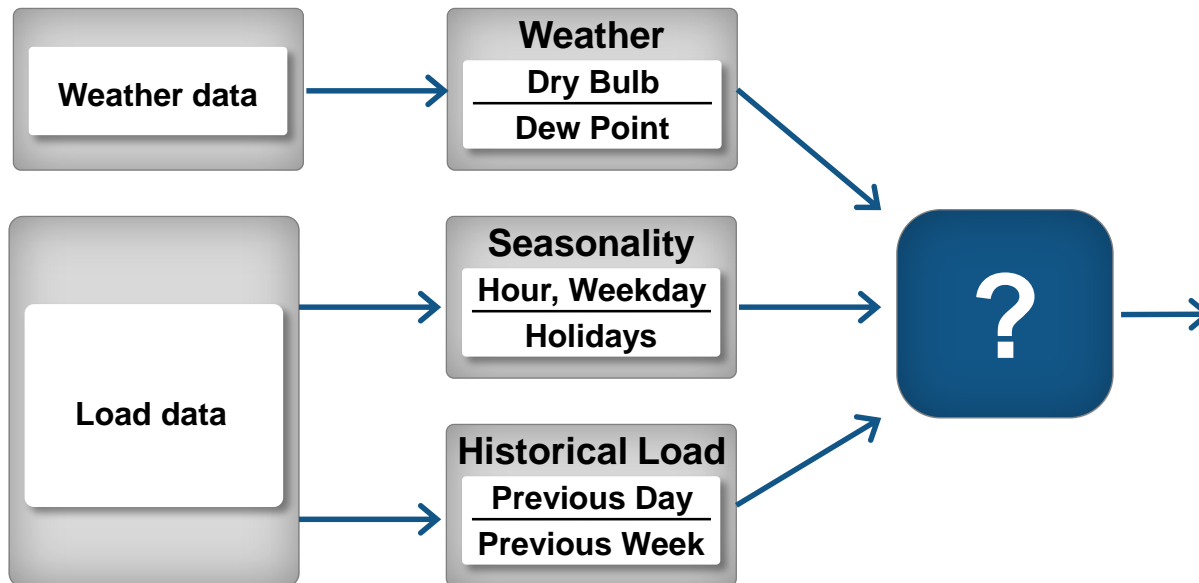 Weather data
Weather
Dry Bulb
Dew Point
Load data
Seasonality
Hour, Weekday
Holidays
Historical Load
Previous Day
Previous Week
?